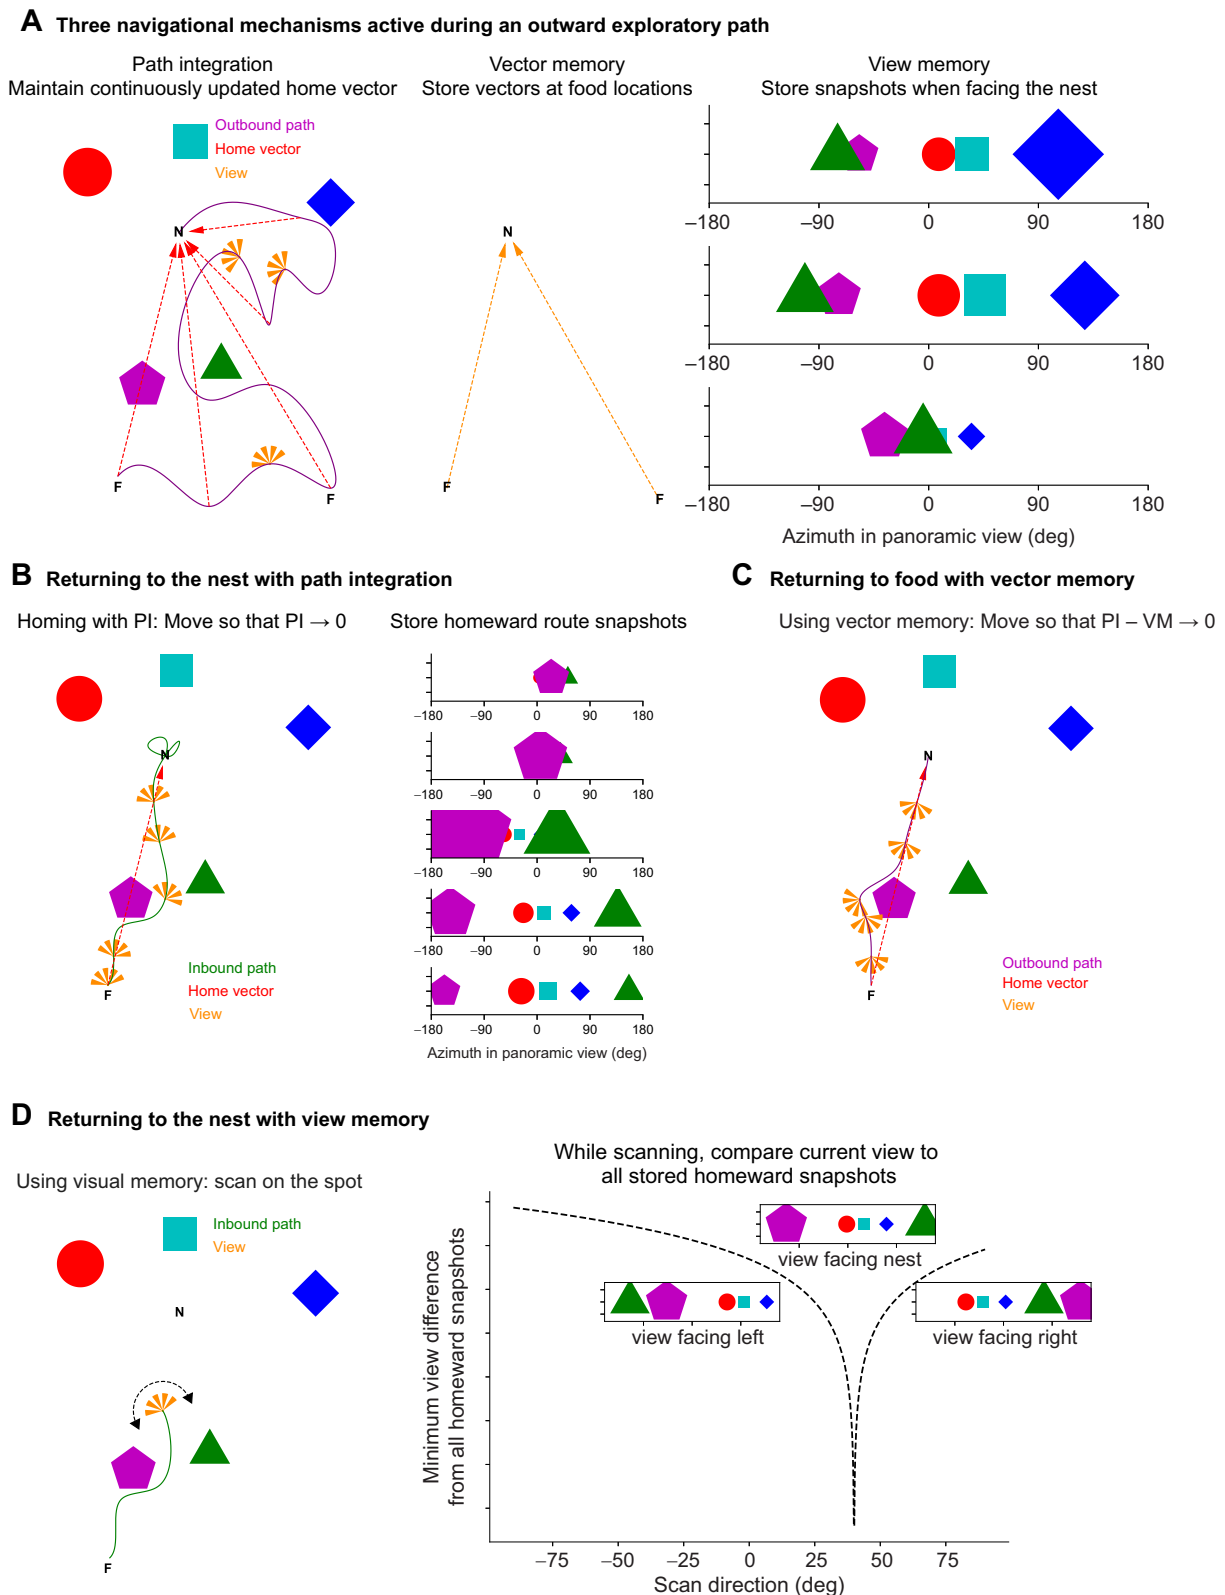 A Three navigational mechanisms active during an outward exploratory path
Path integration
Maintain continuously updated home vector
Vector memory
Store vectors at food locations
View memory
Store snapshots when facing the nest
Outbound path
Home vector
View
N
F
F
N
F
F
−180 −90 0 90 180
−180 −90 0 90 180
−180 −90 0 90 180
Azimuth in panoramic view (deg)
B Returning to the nest with path integration
Homing with PI: Move so that PI → 0
Store homeward route snapshots
N
F
Inbound path
Home vector
View
−180 −90 0 90 180
−180 −90 0 90 180
−180 −90 0 90 180
−180 −90 0 90 180
−180 −90 0 90 180
Azimuth in panoramic view (deg)
C Returning to food with vector memory
Using vector memory: Move so that PI – VM → 0
N
F
Outbound path
Home vector
View
D Returning to the nest with view memory
Using visual memory: scan on the spot
Inbound path
View
N
F
While scanning, compare current view to
all stored homeward snapshots
Minimum view difference
from all homeward snapshots
view facing nest
view facing left
view facing right
−75 −50 −25 0 25 50 75
Scan direction (deg)